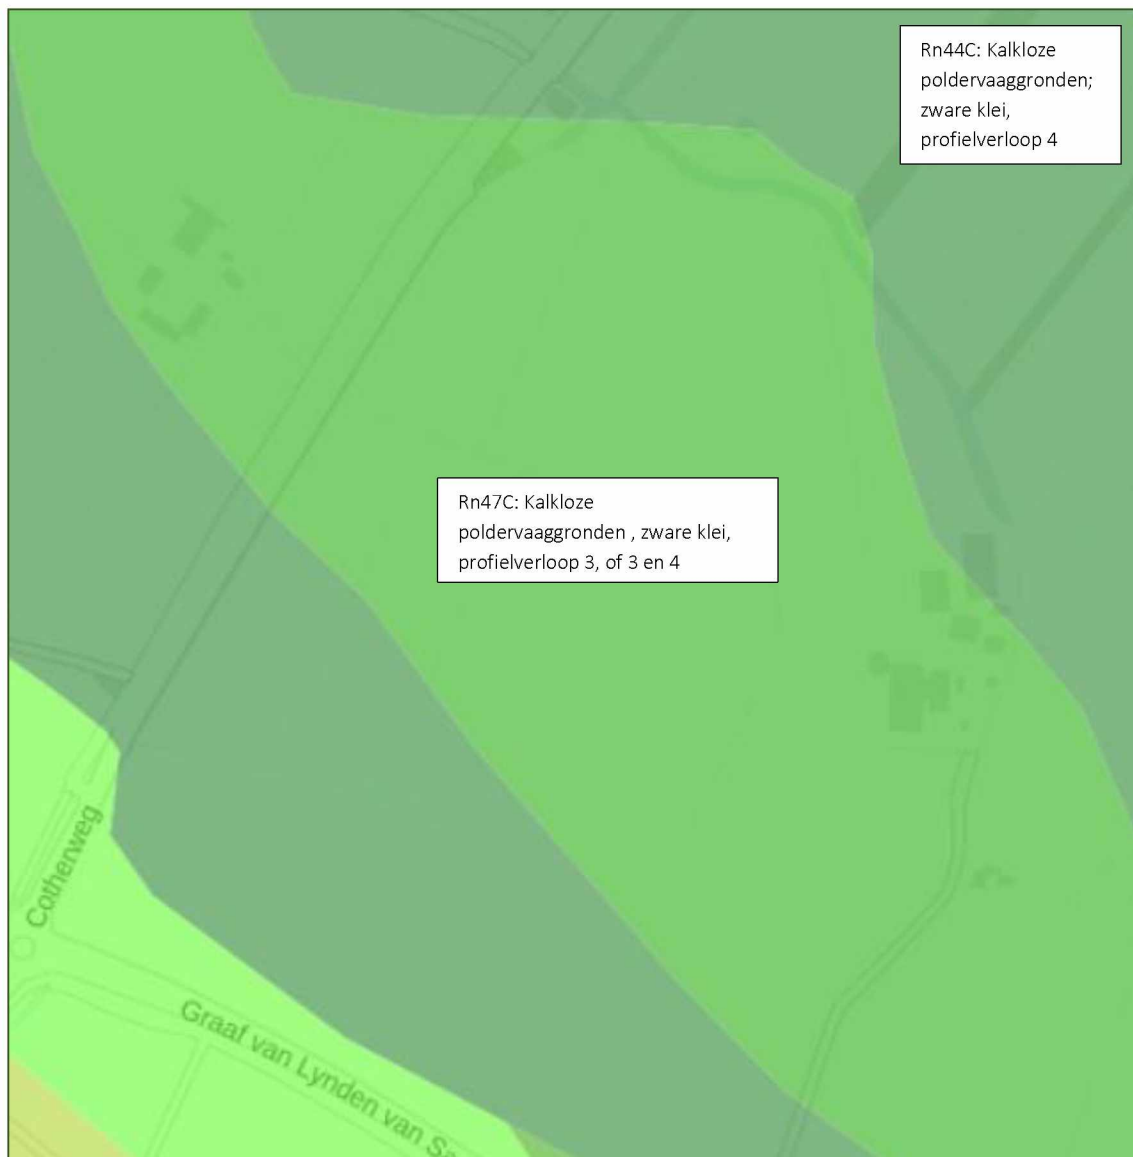 Rn44C: Kalkloze
poldervaaggronden;
zware klei,
profielverloop 4
Rn47C: Kalkloze
poldervaaggronden , zware klei,
profielverloop 3, of 3 en 4
Cotherweg
Graaf van Lynden van Sa